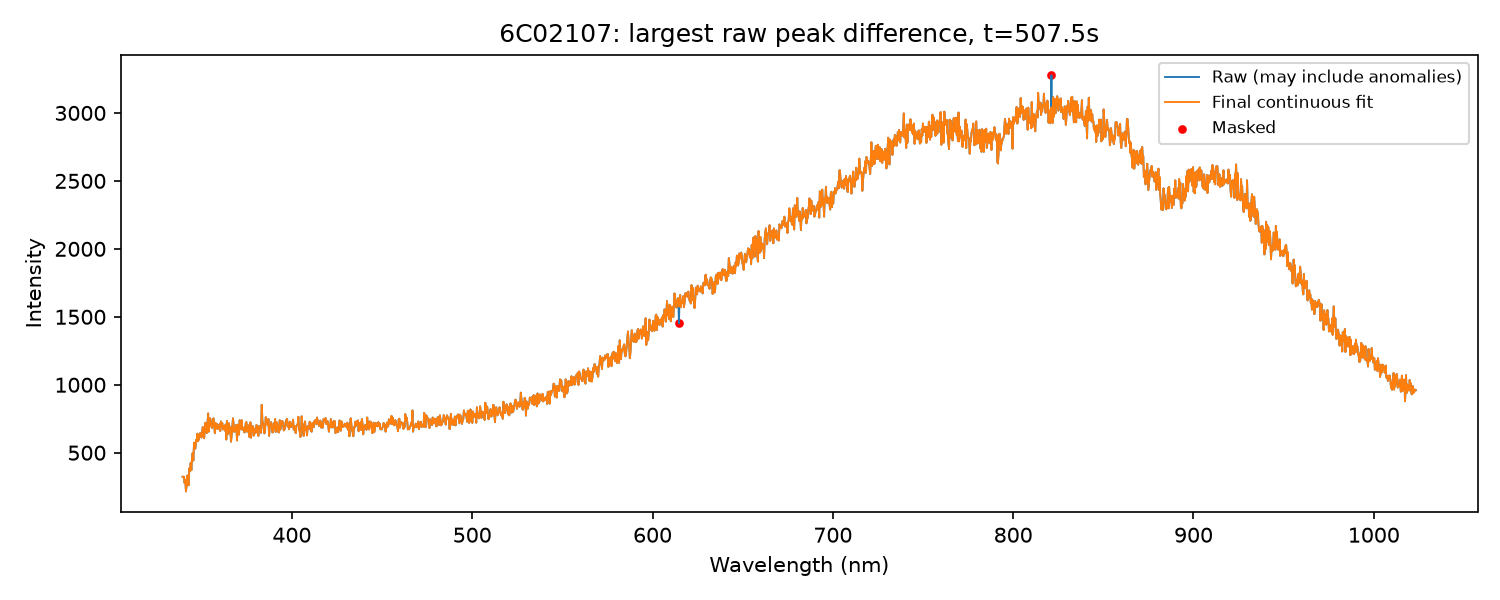 6C02107: largest raw peak difference, t=507.5s
Raw (may include anomalies)
Final continuous fit
Masked
Intensity
3000
2500
2000
1500
1000
500
400 500 600 700 800 900 1000
Wavelength (nm)